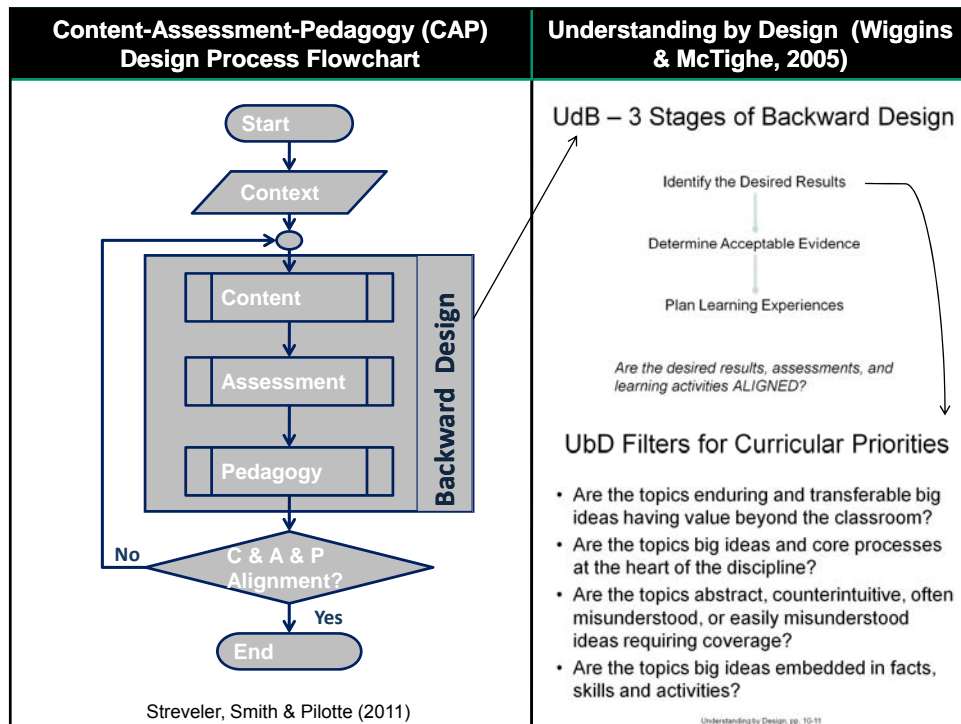 Content-Assessment-Pedagogy (CAP)
Design Process Flowchart
Start
Context
Content
Assessment
Pedagogy
Backward Design
No
C & A & P
Alignment?
Yes
End
Streveler, Smith & Pilotte (2011)
Understanding by Design (Wiggins
& McTighe, 2005)
UdB – 3 Stages of Backward Design
Identify the Desired Results
Determine Acceptable Evidence
Plan Learning Experiences
Are the desired results, assessments, and
learning activities ALIGNED?
UbD Filters for Curricular Priorities
• Are the topics enduring and transferable big
ideas having value beyond the classroom?
• Are the topics big ideas and core processes
at the heart of the discipline?
• Are the topics abstract, counterintuitive, often
misunderstood, or easily misunderstood
ideas requiring coverage?
• Are the topics big ideas embedded in facts,
skills and activities?
Understanding by Design, pp. 10-11